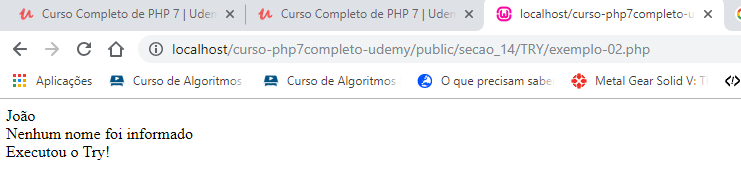 Curso Completo de PHP 7 | Uden
Curso Completo de PHP 7 | Uden
localhost/curso-php7completo-u
localhost/curso-php7completo-udemy/public/secao_14/TRY/exemplo-02.php
Aplicações
Curso de Algoritmos
Curso de Algoritmos
O que precisam sabe
Metal Gear Solid V: T
João
Nenhum nome foi informado
Executou o Try!